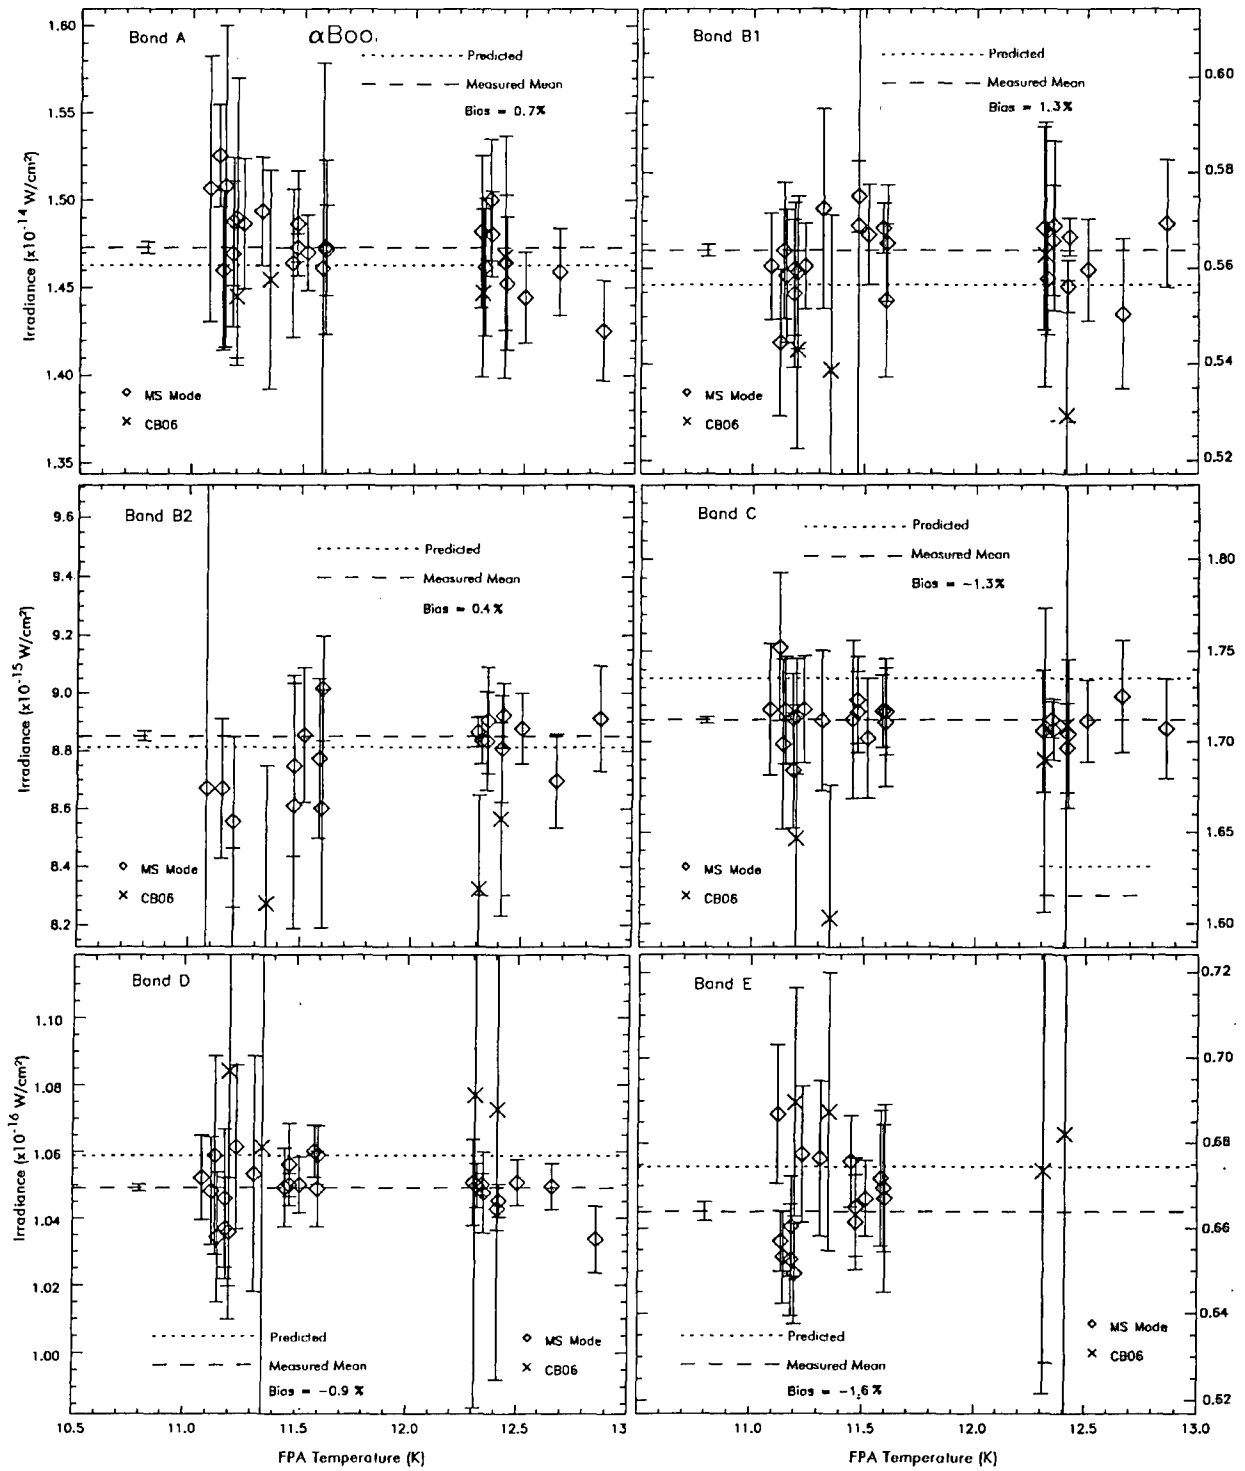 Band A
αBoo
Predicted
Measured Mean
Bias = 0.7%
MS Mode
CB06
1.60
1.55
1.50
1.45
1.40
1.35
Irradiance (x10⁻¹⁴ W/cm²)
Band B1
Predicted
Measured Mean
Bias = 1.3%
MS Mode
CB06
0.60
0.58
0.56
0.54
0.52
Band B2
Predicted
Measured Mean
Bias = 0.4%
MS Mode
CB06
9.6
9.4
9.2
9.0
8.8
8.6
8.4
8.2
Irradiance (x10⁻¹⁵ W/cm²)
Band C
Predicted
Measured Mean
Bias = -1.3%
MS Mode
CB06
1.80
1.75
1.70
1.65
1.60
Band D
MS Mode
CB06
Predicted
Measured Mean
Bias = -0.9 %
1.10
1.08
1.06
1.04
1.02
1.00
Irradiance (x10⁻¹⁶ W/cm²)
10.5 11.0 11.5 12.0 12.5 13
FPA Temperature (K)
Band E
MS Mode
CB06
Predicted
Measured Mean
Bias = -1.6 %
0.72
0.70
0.68
0.66
0.64
0.52
11.0 11.5 12.0 12.5 13.0
FPA Temperature (K)